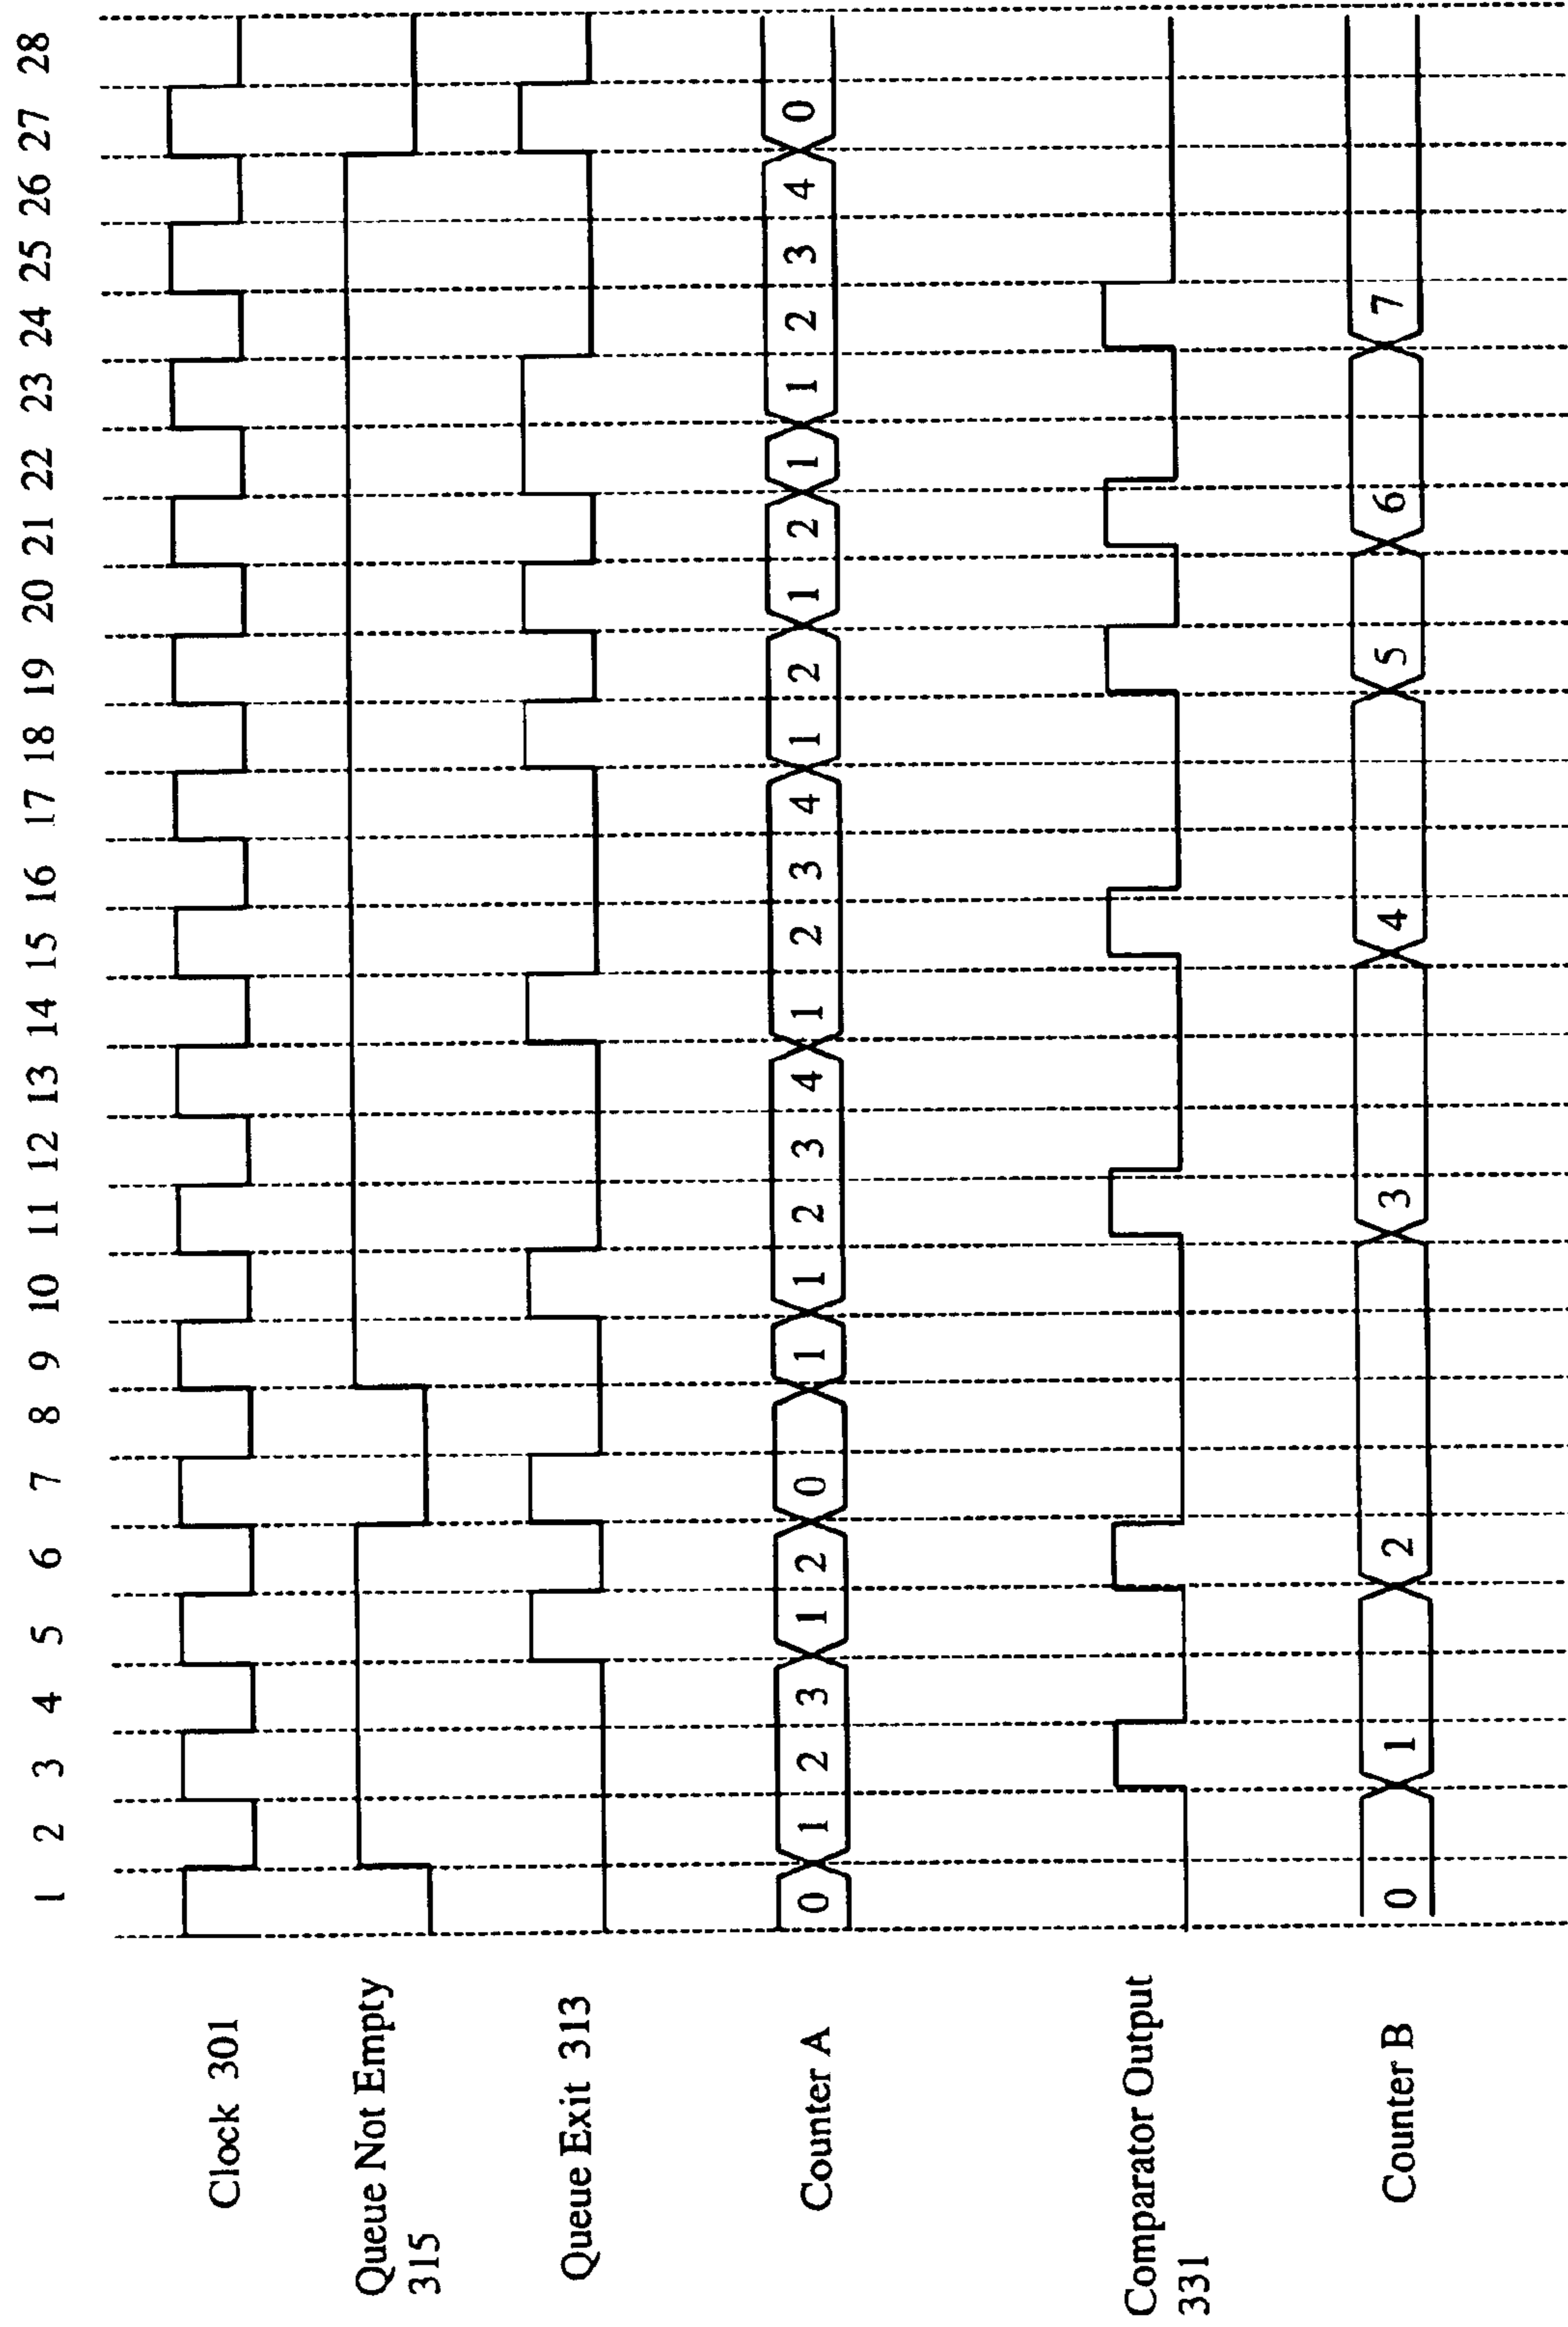 1 2 3 4 5 6 7 8 9 10 11 12 13 14 15 16 17 18 19 20 21 22 23 24 25 26 27 28
Clock 301
Queue Not Empty
315
Queue Exit 313
Counter A 0 1 2 3 1 2 0 1 1 2 3 4 1 2 3 4 1 2 1 2 1 1 2 3 4 0
Comparator Output
331
Counter B 0 1 2 3 4 5 6 7